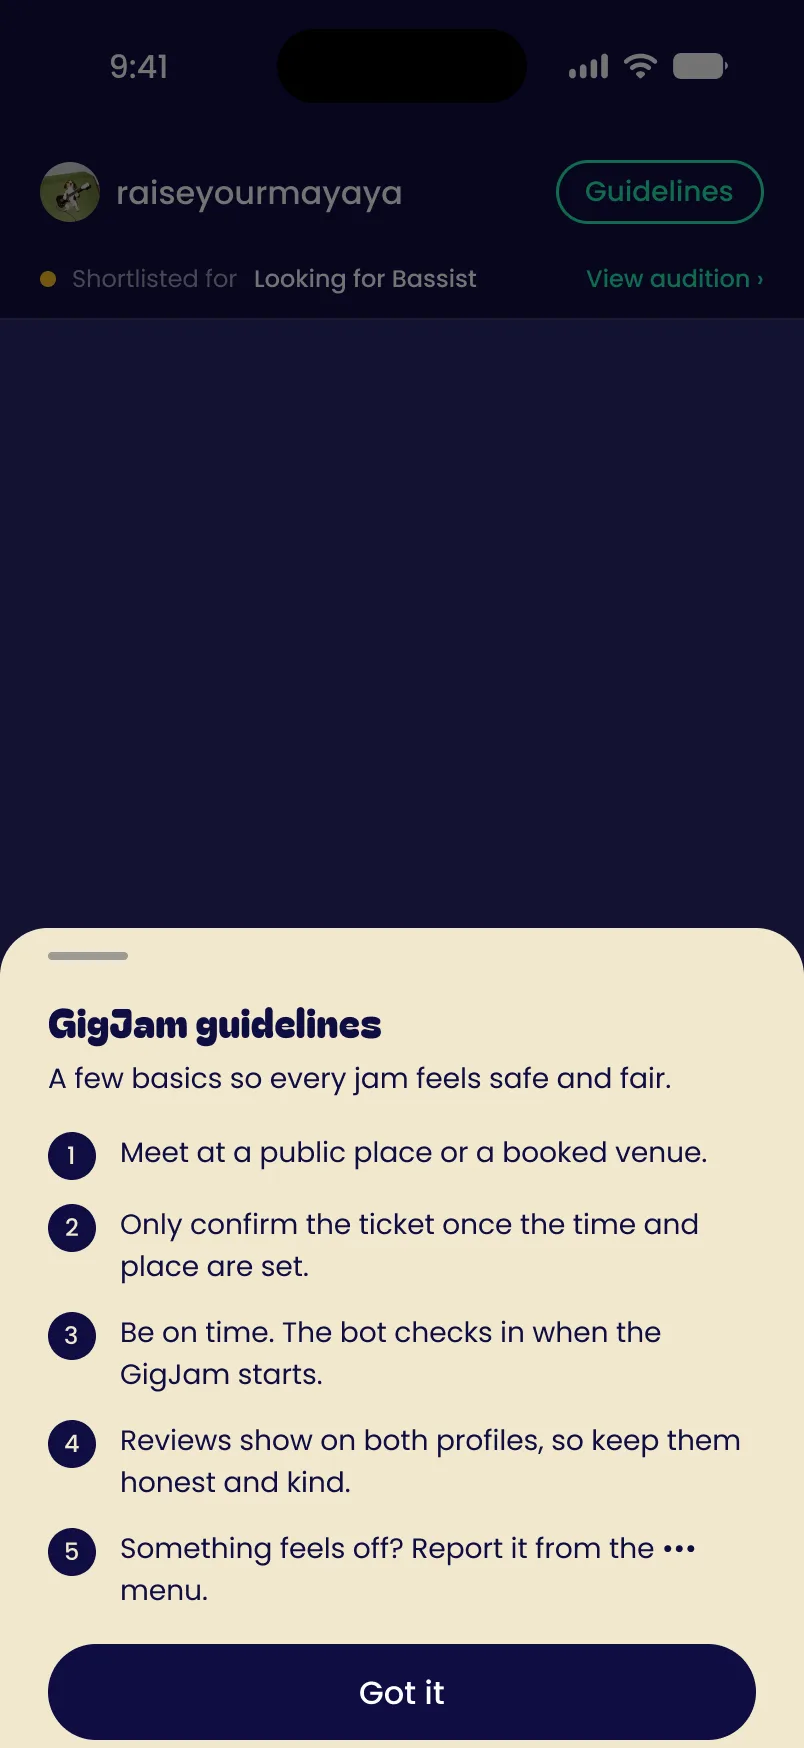 9:41
raiseyourmayaya
Guidelines
Shortlisted for Looking for Bassist
View audition ›
GigJam guidelines
A few basics so every jam feels safe and fair.
1 Meet at a public place or a booked venue.
2 Only confirm the ticket once the time and
place are set.
3 Be on time. The bot checks in when the
GigJam starts.
4 Reviews show on both profiles, so keep them
honest and kind.
5 Something feels off? Report it from the •••
menu.
Got it